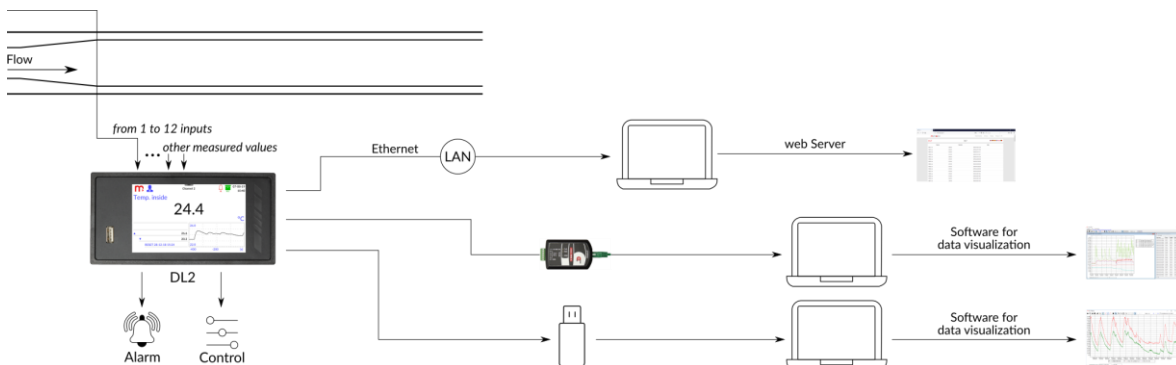 Flow
from 1 to 12 inputs
other measured values
Ethernet
LAN
web Server
Temp. inside
24.4
°C
DL2
Alarm
Control
Software for
data visualization
Software for
data visualization